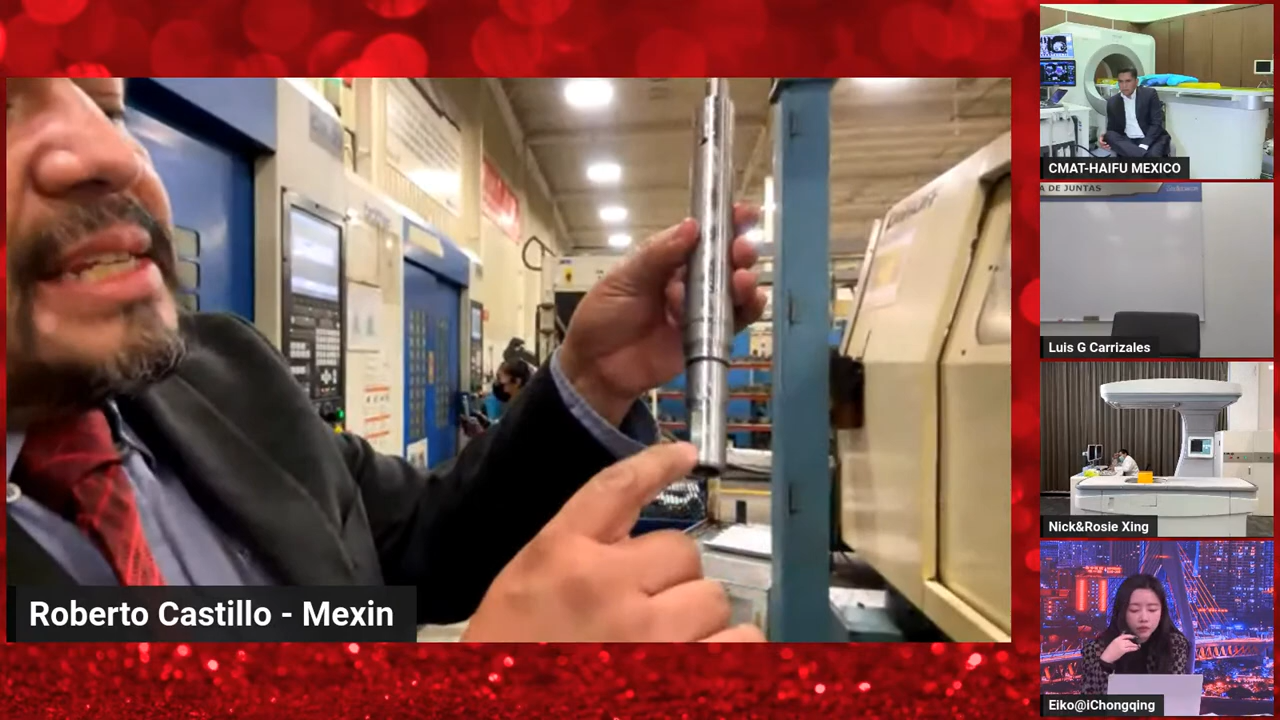 Roberto Castillo - Mexin
CMAT-HAIFU MEXICO
A DE JUNTAS
Luis G Carrizales
Nick&Rosie Xing
Eiko@iChongqing